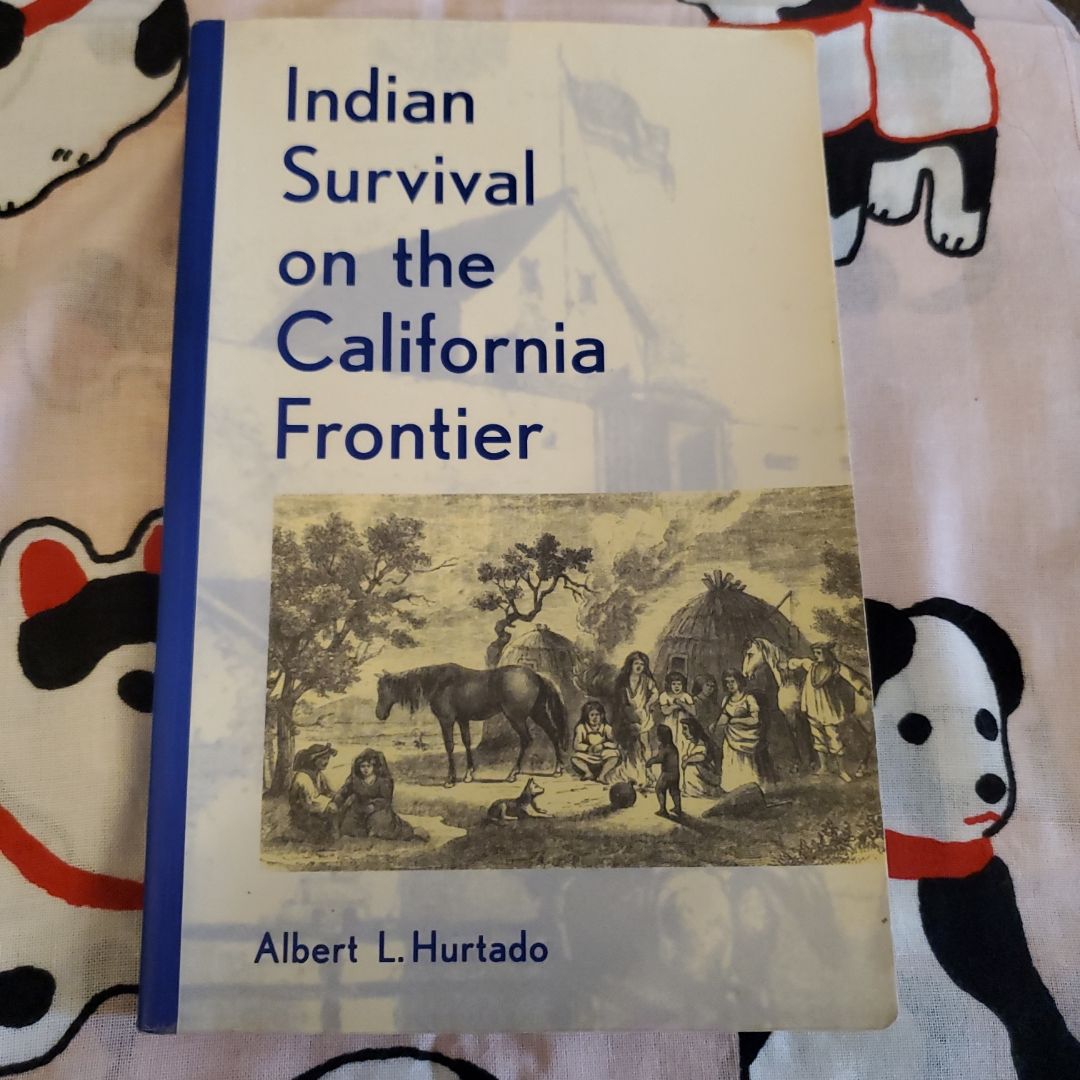 Indian
Survival
on the
California
Frontier
Albert L. Hurtado